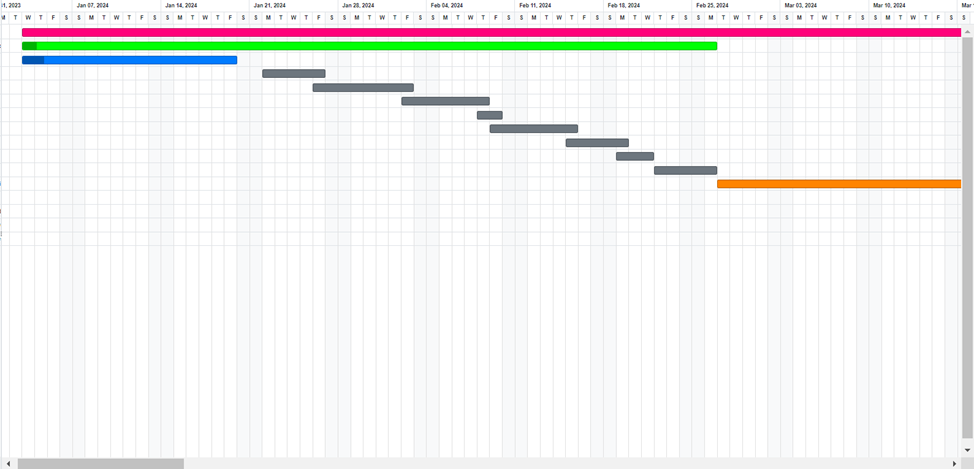 1, 2023 Jan 07, 2024 Jan 14, 2024 Jan 21, 2024 Jan 28, 2024 Feb 04, 2024 Feb 11, 2024 Feb 18, 2024 Feb 25, 2024 Mar 03, 2024 Mar 10, 2024 Mar
M T W T F S S M T W T F S S M T W T F S S M T W T F S S M T W T F S S M T W T F S S M T W T F S S M T W T F S S M T W T F S S M T W T F S S M T W T F S S